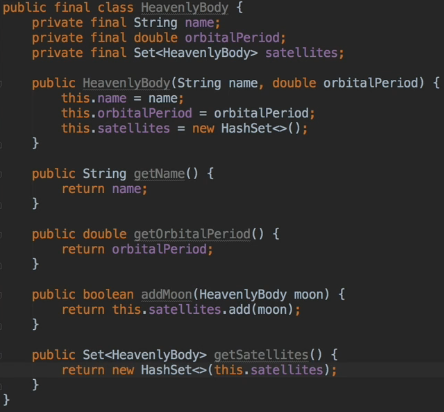 public final class HeavenlyBody {
    private final String name;
    private final double orbitalPeriod;
    private final Set<HeavenlyBody> satellites;

    public HeavenlyBody(String name, double orbitalPeriod) {
        this.name = name;
        this.orbitalPeriod = orbitalPeriod;
        this.satellites = new HashSet<>();
    }

    public String getName() {
        return name;
    }

    public double getOrbitalPeriod() {
        return orbitalPeriod;
    }

    public boolean addMoon(HeavenlyBody moon) {
        return this.satellites.add(moon);
    }

    public Set<HeavenlyBody> getSatellites() {
        return new HashSet<>(this.satellites);
    }
}